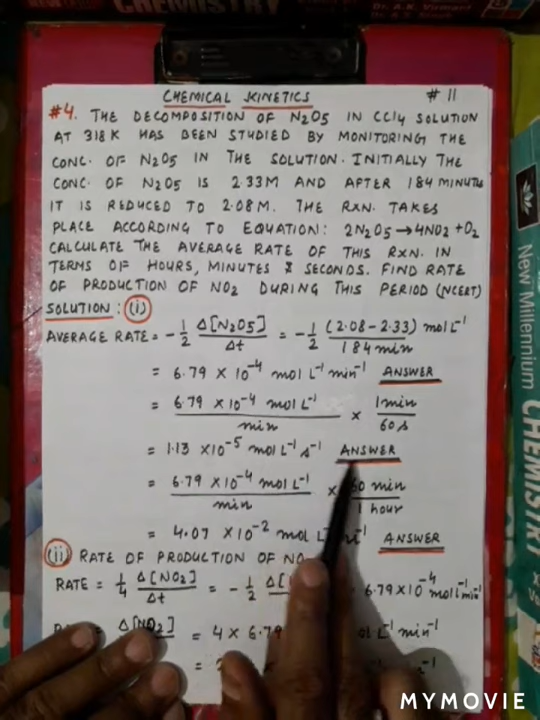 CHEMISTRY
Dr. A.K. Vumari
CHEMICAL KINETICS # 11
#4. THE DECOMPOSITION OF N2O5 IN CCl4 SOLUTION
AT 318 K HAS BEEN STUDIED BY MONITORING THE
CONC. OF N2O5 IN THE SOLUTION. INITIALLY THE
CONC. OF N2O5 IS 2.33M AND AFTER 184 MINUTES
IT IS REDUCED TO 2.08M. THE RXN. TAKES
PLACE ACCORDING TO EQUATION: 2N2O5 → 4NO2 + O2
CALCULATE THE AVERAGE RATE OF THIS RXN. IN
TERMS OF HOURS, MINUTES & SECONDS. FIND RATE
OF PRODUCTION OF NO2 DURING THIS PERIOD (NCERT)
SOLUTION: (i)
AVERAGE RATE = -1/2 Δ[N2O5]/Δt = -1/2 (2.08 - 2.33) mol L⁻¹/184 min
= 6.79 × 10⁻⁴ mol L⁻¹ min⁻¹ ANSWER
= 6.79 × 10⁻⁴ mol L⁻¹/min × 1min/60s
= 1.13 × 10⁻⁵ mol L⁻¹ s⁻¹ ANSWER
= 6.79 × 10⁻⁴ mol L⁻¹/min × 60 min/1 hour
= 4.07 × 10⁻² mol L ANSWER
(ii) RATE OF PRODUCTION OF NO
RATE = 1/4 Δ[NO2]/Δt = -1/2 Δ[ 6.79 × 10⁻⁴ mol L⁻¹ min⁻¹
Δ[NO2] = 4 × 6.79 L⁻¹ min⁻¹
=
New Millennium
CHEMISTRY
MYMOVIE